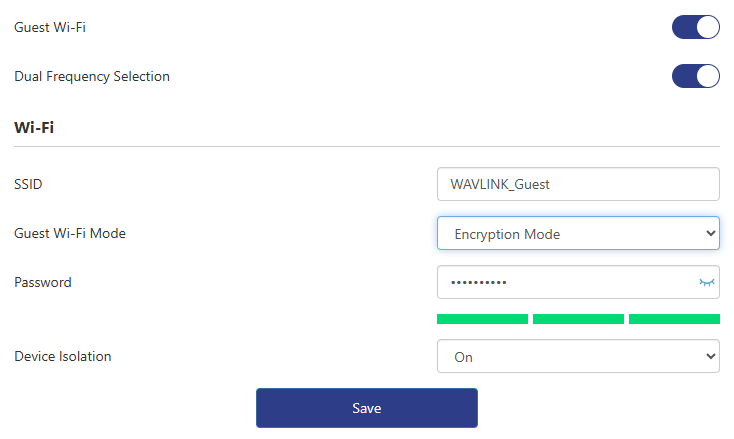 Guest Wi-Fi
Dual Frequency Selection
Wi-Fi
SSID WAVLINK_Guest
Guest Wi-Fi Mode Encryption Mode
Password ••••••••••
Device Isolation On
Save